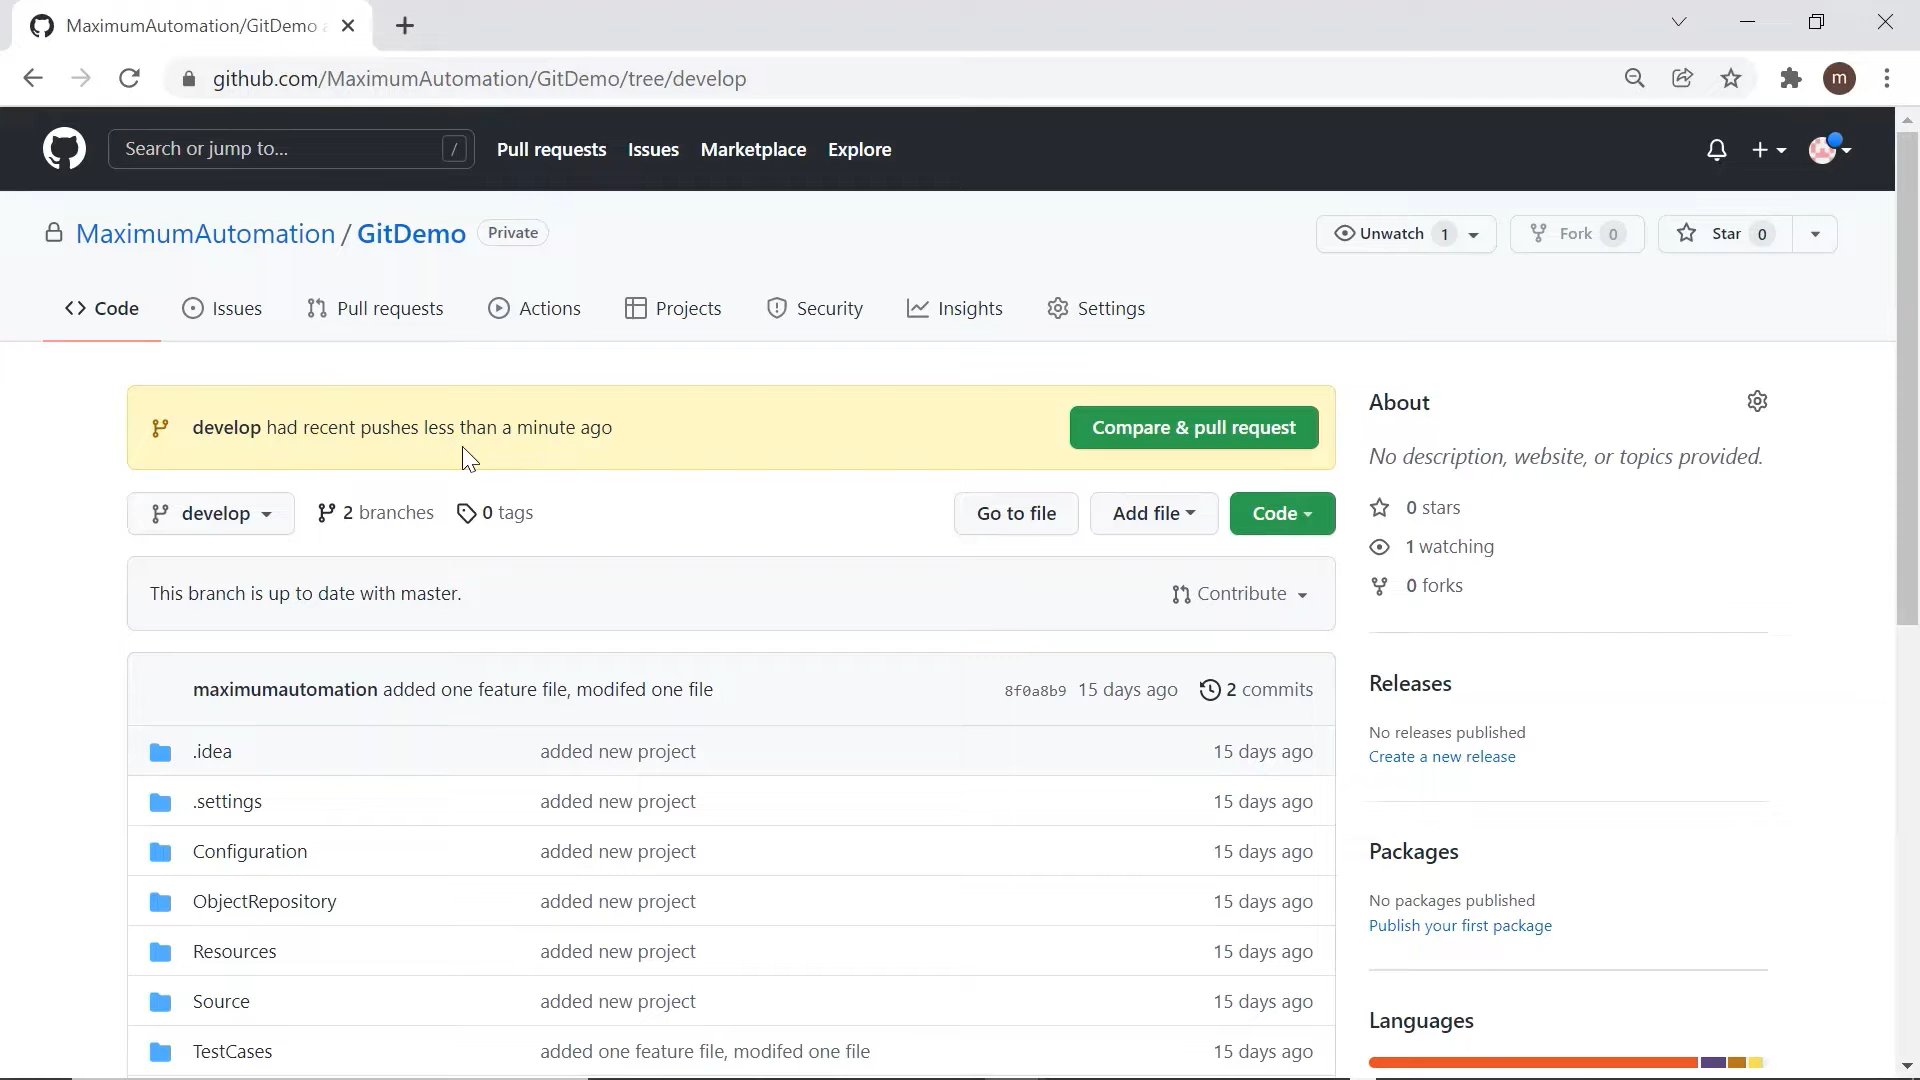 MaximumAutomation/GitDemo a
github.com/MaximumAutomation/GitDemo/tree/develop
m
Search or jump to... /
Pull requests Issues Marketplace Explore
MaximumAutomation / GitDemo Private
Unwatch 1 Fork 0 Star 0
Code Issues Pull requests Actions Projects Security Insights Settings
develop had recent pushes less than a minute ago
Compare & pull request
develop 2 branches 0 tags
Go to file Add file Code
This branch is up to date with master.
Contribute
maximumautomation added one feature file, modifed one file 8f0a8b9 15 days ago 2 commits
.idea added new project 15 days ago
.settings added new project 15 days ago
Configuration added new project 15 days ago
ObjectRepository added new project 15 days ago
Resources added new project 15 days ago
Source added new project 15 days ago
TestCases added one feature file, modifed one file 15 days ago
About
No description, website, or topics provided.
0 stars
1 watching
0 forks
Releases
No releases published
Create a new release
Packages
No packages published
Publish your first package
Languages